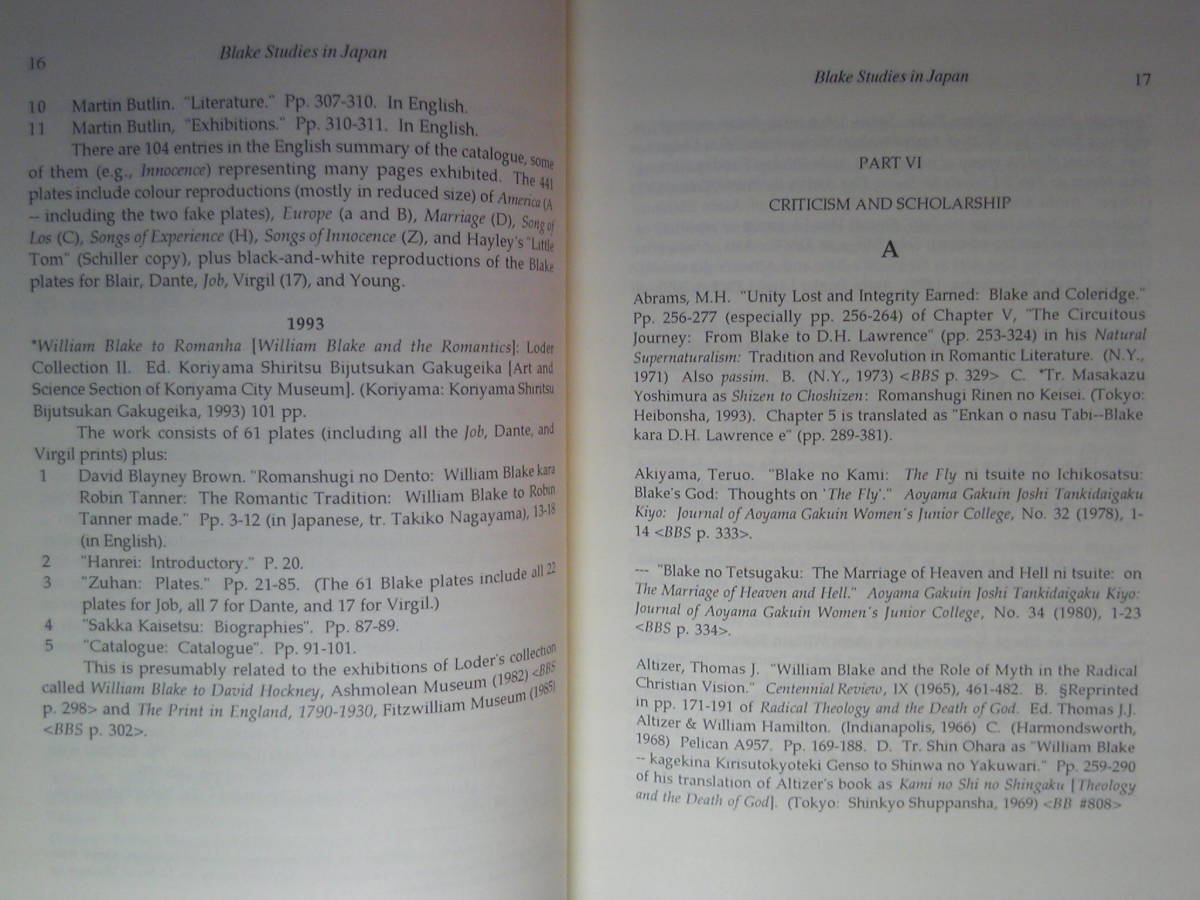 16
Blake Studies in Japan
10 Martin Butlin. "Literature." Pp. 307-310. In English.
11 Martin Butlin, "Exhibitions." Pp. 310-311. In English.
There are 104 entries in the English summary of the catalogue, some
of them (e.g., Innocence) representing many pages exhibited. The 441
plates include colour reproductions (mostly in reduced size) of America (A
-- including the two fake plates), Europe (a and B), Marriage (D), Song of
Los (C), Songs of Experience (H), Songs of Innocence (Z), and Hayley's "Little
Tom" (Schiller copy), plus black-and-white reproductions of the Blake
plates for Blair, Dante, Job, Virgil (17), and Young.
1993
*William Blake to Romanha [William Blake and the Romantics]: Loder
Collection II. Ed. Koriyama Shiritsu Bijutsukan Gakugeika [Art and
Science Section of Koriyama City Museum]. (Koriyama: Koriyama Shiritsu
Bijutsukan Gakugeika, 1993) 101 pp.
The work consists of 61 plates (including all the Job, Dante, and
Virgil prints) plus:
1 David Blayney Brown. "Romanshugi no Dento: William Blake kara
Robin Tanner: The Romantic Tradition: William Blake to Robin
Tanner made." Pp. 3-12 (in Japanese, tr. Takiko Nagayama), 13-18
(in English).
2 "Hanrei: Introductory." P. 20.
3 "Zuhan: Plates." Pp. 21-85. (The 61 Blake plates include all 22
plates for Job, all 7 for Dante, and 17 for Virgil.)
4 "Sakka Kaisetsu: Biographies". Pp. 87-89.
5 "Catalogue: Catalogue". Pp. 91-101.
This is presumably related to the exhibitions of Loder's collection
called William Blake to David Hockney, Ashmolean Museum (1982) <BBS
p. 298> and The Print in England, 1790-1930, Fitzwilliam Museum (1985)
<BBS p. 302>.
Blake Studies in Japan
17
PART VI
CRITICISM AND SCHOLARSHIP
A
Abrams, M.H. "Unity Lost and Integrity Earned: Blake and Coleridge."
Pp. 256-277 (especially pp. 256-264) of Chapter V, "The Circuitous
Journey: From Blake to D.H. Lawrence" (pp. 253-324) in his Natural
Supernaturalism: Tradition and Revolution in Romantic Literature. (N.Y.,
1971) Also passim. B. (N.Y., 1973) <BBS p. 329> C. *Tr. Masakazu
Yoshimura as Shizen to Choshizen: Romanshugi Rinen no Keisei. (Tokyo:
Heibonsha, 1993). Chapter 5 is translated as "Enkan o nasu Tabi--Blake
kara D.H. Lawrence e" (pp. 289-381).
Akiyama, Teruo. "Blake no Kami: The Fly ni tsuite no Ichikosatsu:
Blake's God: Thoughts on 'The Fly'." Aoyama Gakuin Joshi Tankidaigaku
Kiyo: Journal of Aoyama Gakuin Women's Junior College, No. 32 (1978), 1-
14 <BBS p. 333>.
--- "Blake no Tetsugaku: The Marriage of Heaven and Hell ni tsuite: on
The Marriage of Heaven and Hell." Aoyama Gakuin Joshi Tankidaigaku Kiyo:
Journal of Aoyama Gakuin Women's Junior College, No. 34 (1980), 1-23
<BBS p. 334>.
Altizer, Thomas J. "William Blake and the Role of Myth in the Radical
Christian Vision." Centennial Review, IX (1965), 461-482. B. §Reprinted
in pp. 171-191 of Radical Theology and the Death of God. Ed. Thomas J.J.
Altizer & William Hamilton. (Indianapolis, 1966) C. (Harmondsworth,
1968) Pelican A957. Pp. 169-188. D. Tr. Shin Ohara as "William Blake
-- kagekina Kirisutokyoteki Genso to Shinwa no Yakuwari." Pp. 259-290
of his translation of Altizer's book as Kami no Shi no Shingaku [Theology
and the Death of God]. (Tokyo: Shinkyo Shuppansha, 1969) <BB #808>